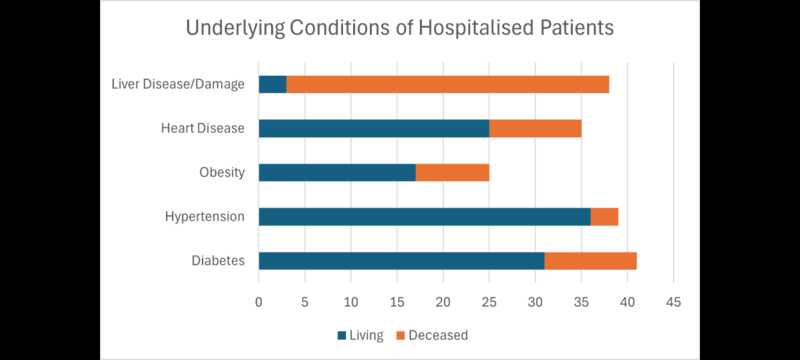 Underlying Conditions of Hospitalised Patients
Liver Disease/Damage
Heart Disease
Obesity
Hypertension
Diabetes
0 5 10 15 20 25 30 35 40 45
Living Deceased